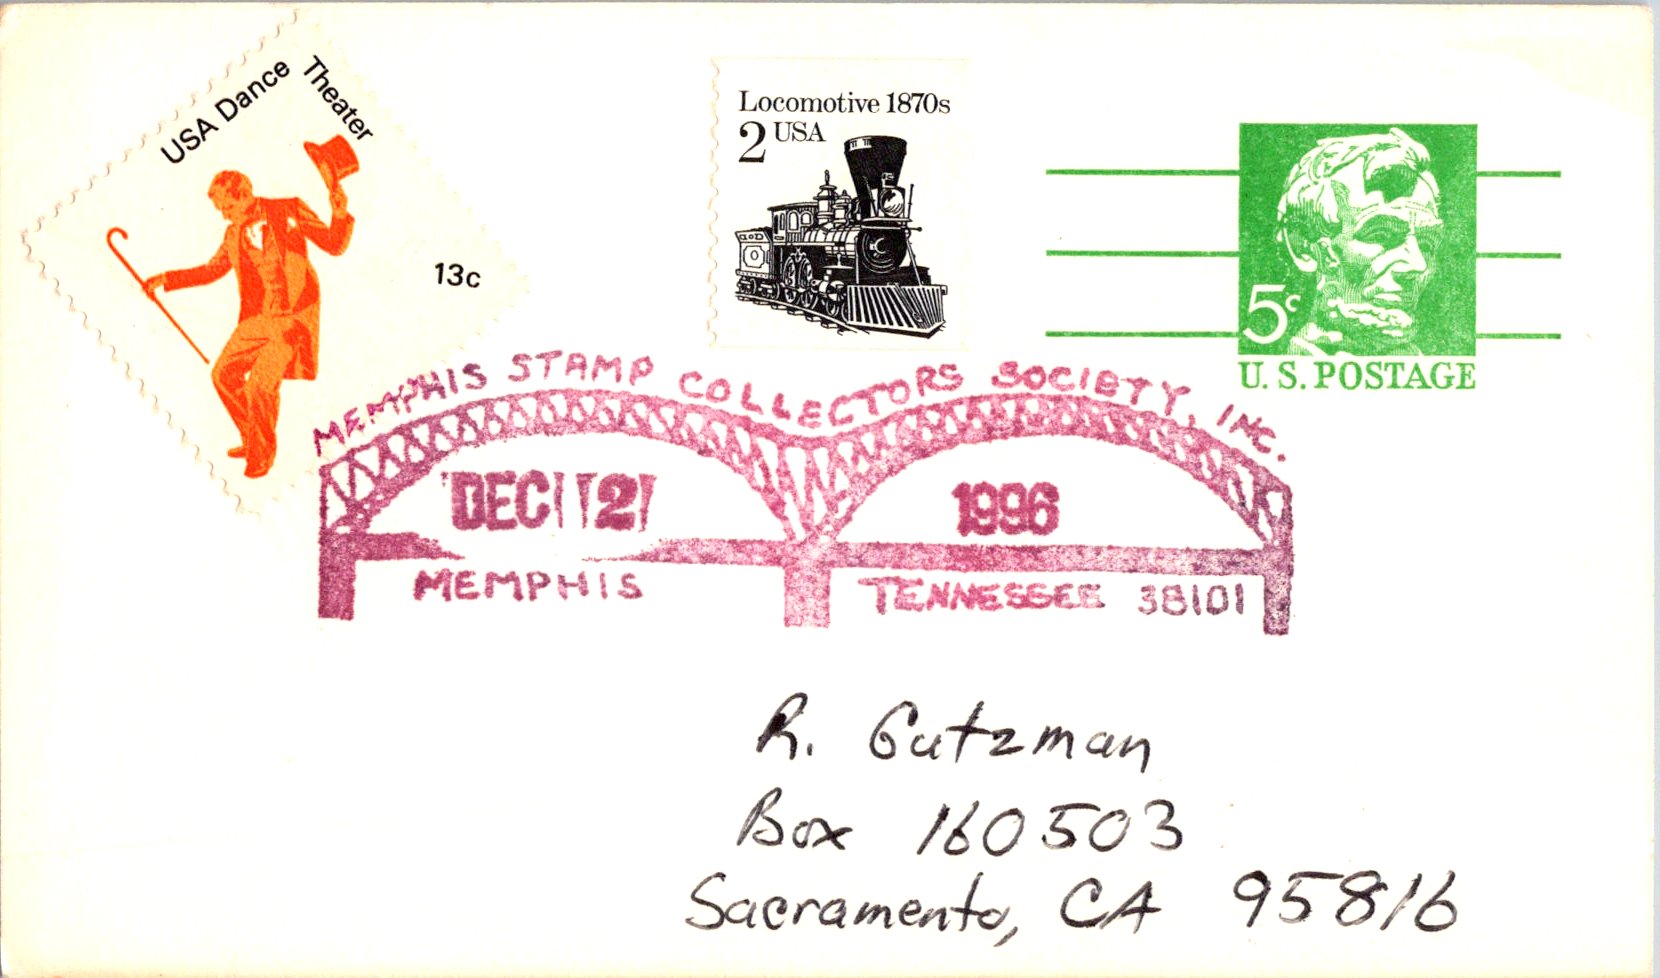 USA Dance Theater
13c
Locomotive 1870s
2 USA
5c
U. S. POSTAGE
MEMPHIS STAMP COLLECTORS SOCIETY, INC.
DEC 12 1996
MEMPHIS TENNESSEE 38101
R. Gutzman
Box 160503
Sacramento, CA 95816